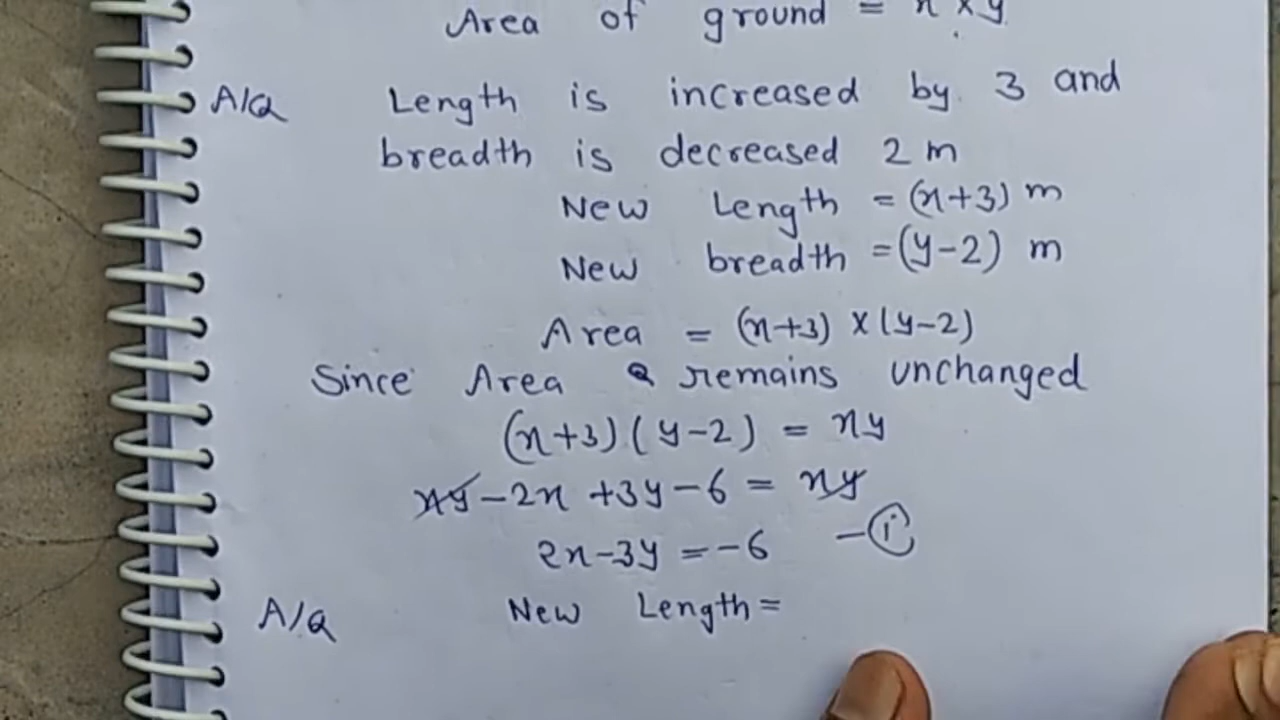 Area of ground = x × y
A/Q Length is increased by 3 and
breadth is decreased 2 m
New Length = (x+3) m
New breadth = (y-2) m
Area = (x+3) × (y-2)
Since Area remains unchanged
(x+3)(y-2) = xy
xy - 2x + 3y - 6 = xy
2x - 3y = -6 - (i)
A/Q New Length =